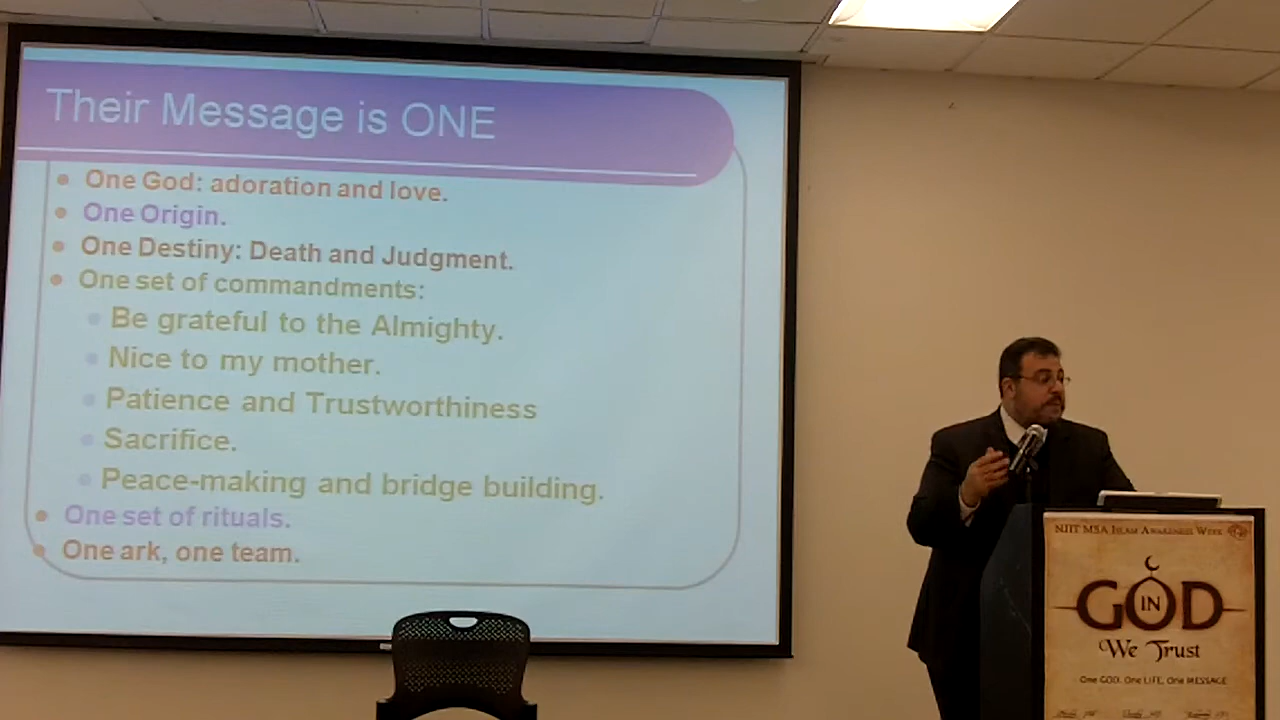 Their Message is ONE
One God: adoration and love.
One Origin.
One Destiny: Death and Judgment.
One set of commandments:
Be grateful to the Almighty.
Nice to my mother.
Patience and Trustworthiness
Sacrifice.
Peace-making and bridge building.
One set of rituals.
One ark, one team.
NJIT MSA Islam Awareness Week
GOD
IN
We Trust
One GOD. One LIFE. One MESSAGE